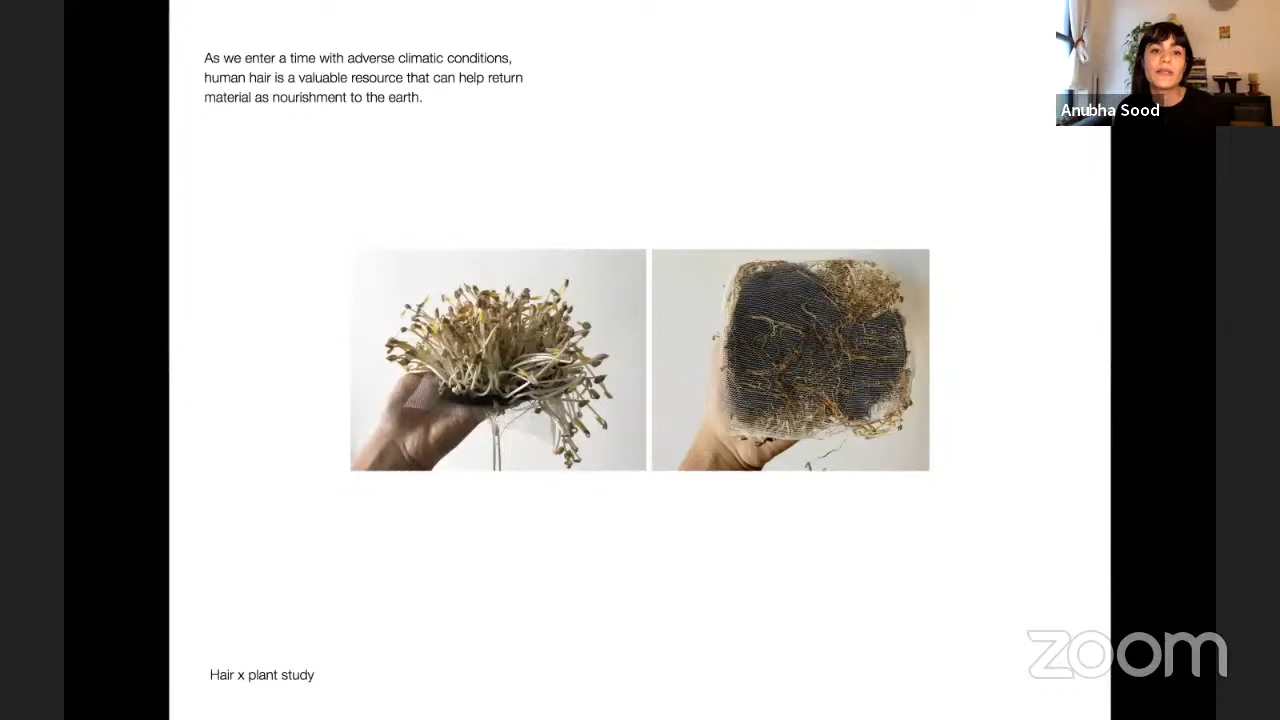 As we enter a time with adverse climatic conditions,
human hair is a valuable resource that can help return
material as nourishment to the earth.
Anubha Sood
Hair x plant study
zoom